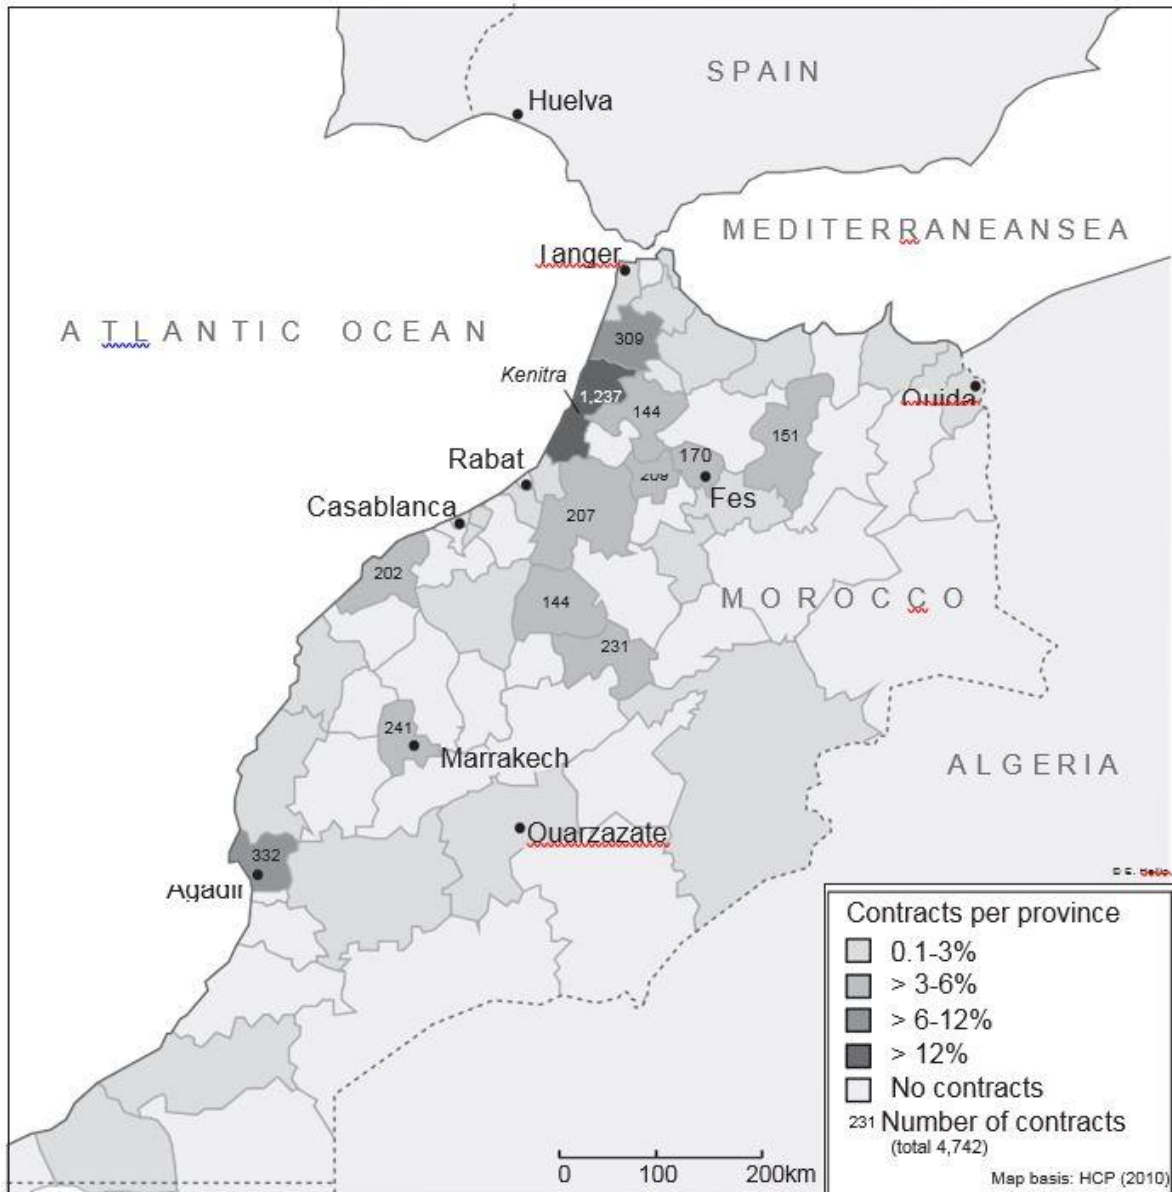 SPAIN
Huelva
MEDITERRANEANSEA
Tanger
ATLANTIC OCEAN
309
Kenitra
1,237
144
Oujda
151
Rabat
170
209
Fes
Casablanca
207
202
144
MOROCCO
231
241
Marrakech
ALGERIA
Ouarzazate
332
Agadir
Contracts per province
0.1-3%
> 3-6%
> 6-12%
> 12%
No contracts
231 Number of contracts
(total 4,742)
0 100 200km
Map basis: HCP (2010)